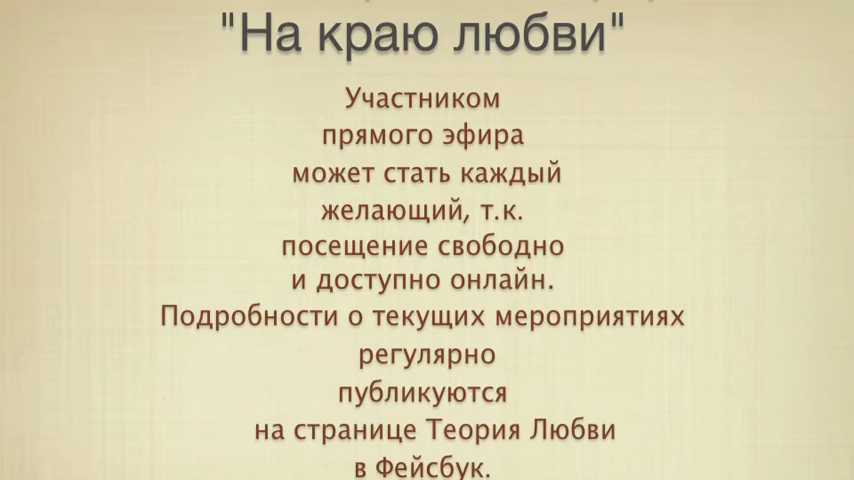 "На краю любви"
Участником
прямого эфира
может стать каждый
желающий, т.к.
посещение свободно
и доступно онлайн.
Подробности о текущих мероприятиях
регулярно
публикуются
на странице Теория Любви
в Фейсбук.